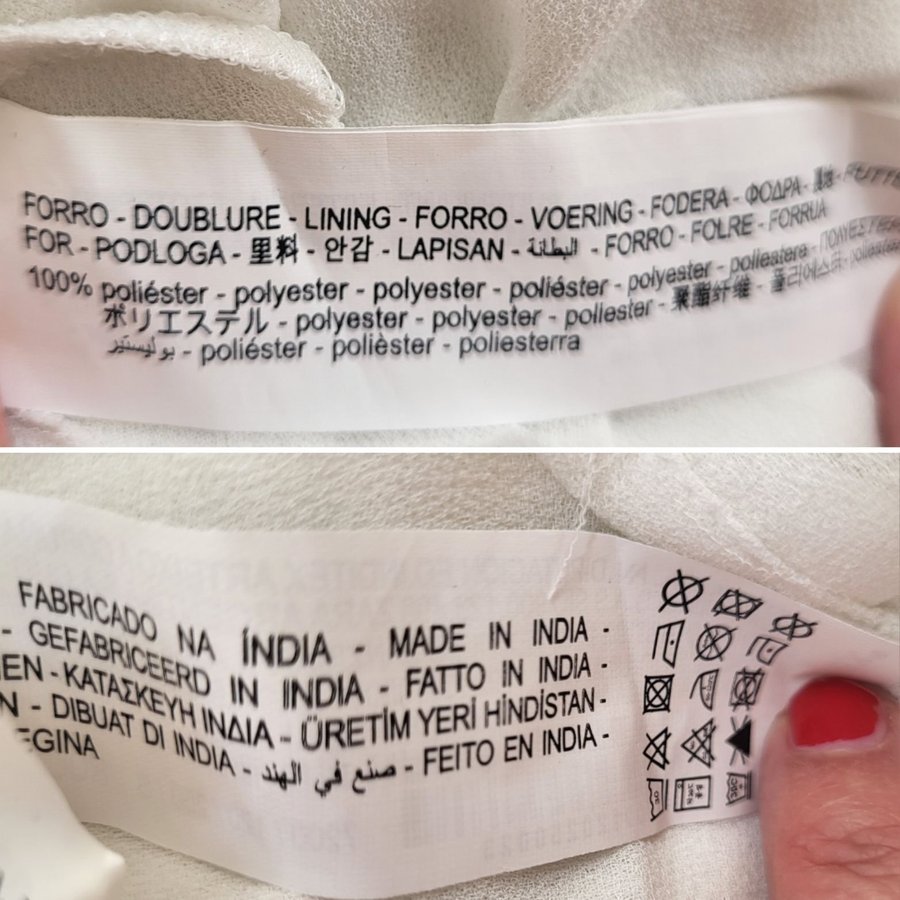 FORRO - DOUBLURE - LINING - FORRO - VOERING - FODERA - ΦΟΔΡΑ - 裏地 -
FOR - PODLOGA - 里料 - 안감 - LAPISAN - البطانة - FORRO - FOLRE - FORRUA
100% poliéster - polyester - polyester - poliéster - polyester - poliestere -
ポリエステル - polyester - polyester - poliester - 聚酯纤维 - 폴리에스터 -
بوليستير - poliéster - polièster - poliesterra
FABRICADO NA ÍNDIA - MADE IN INDIA -
- GEFABRICEERD IN INDIA - FATTO IN INDIA -
EN - ΚΑΤΑΣΚΕΥΗ ΙΝΔΙΑ - ÜRETİM YERİ HİNDİSTAN -
N - DIBUAT DI INDIA - صنع في الهند - FEITO EN INDIA -
EGINA